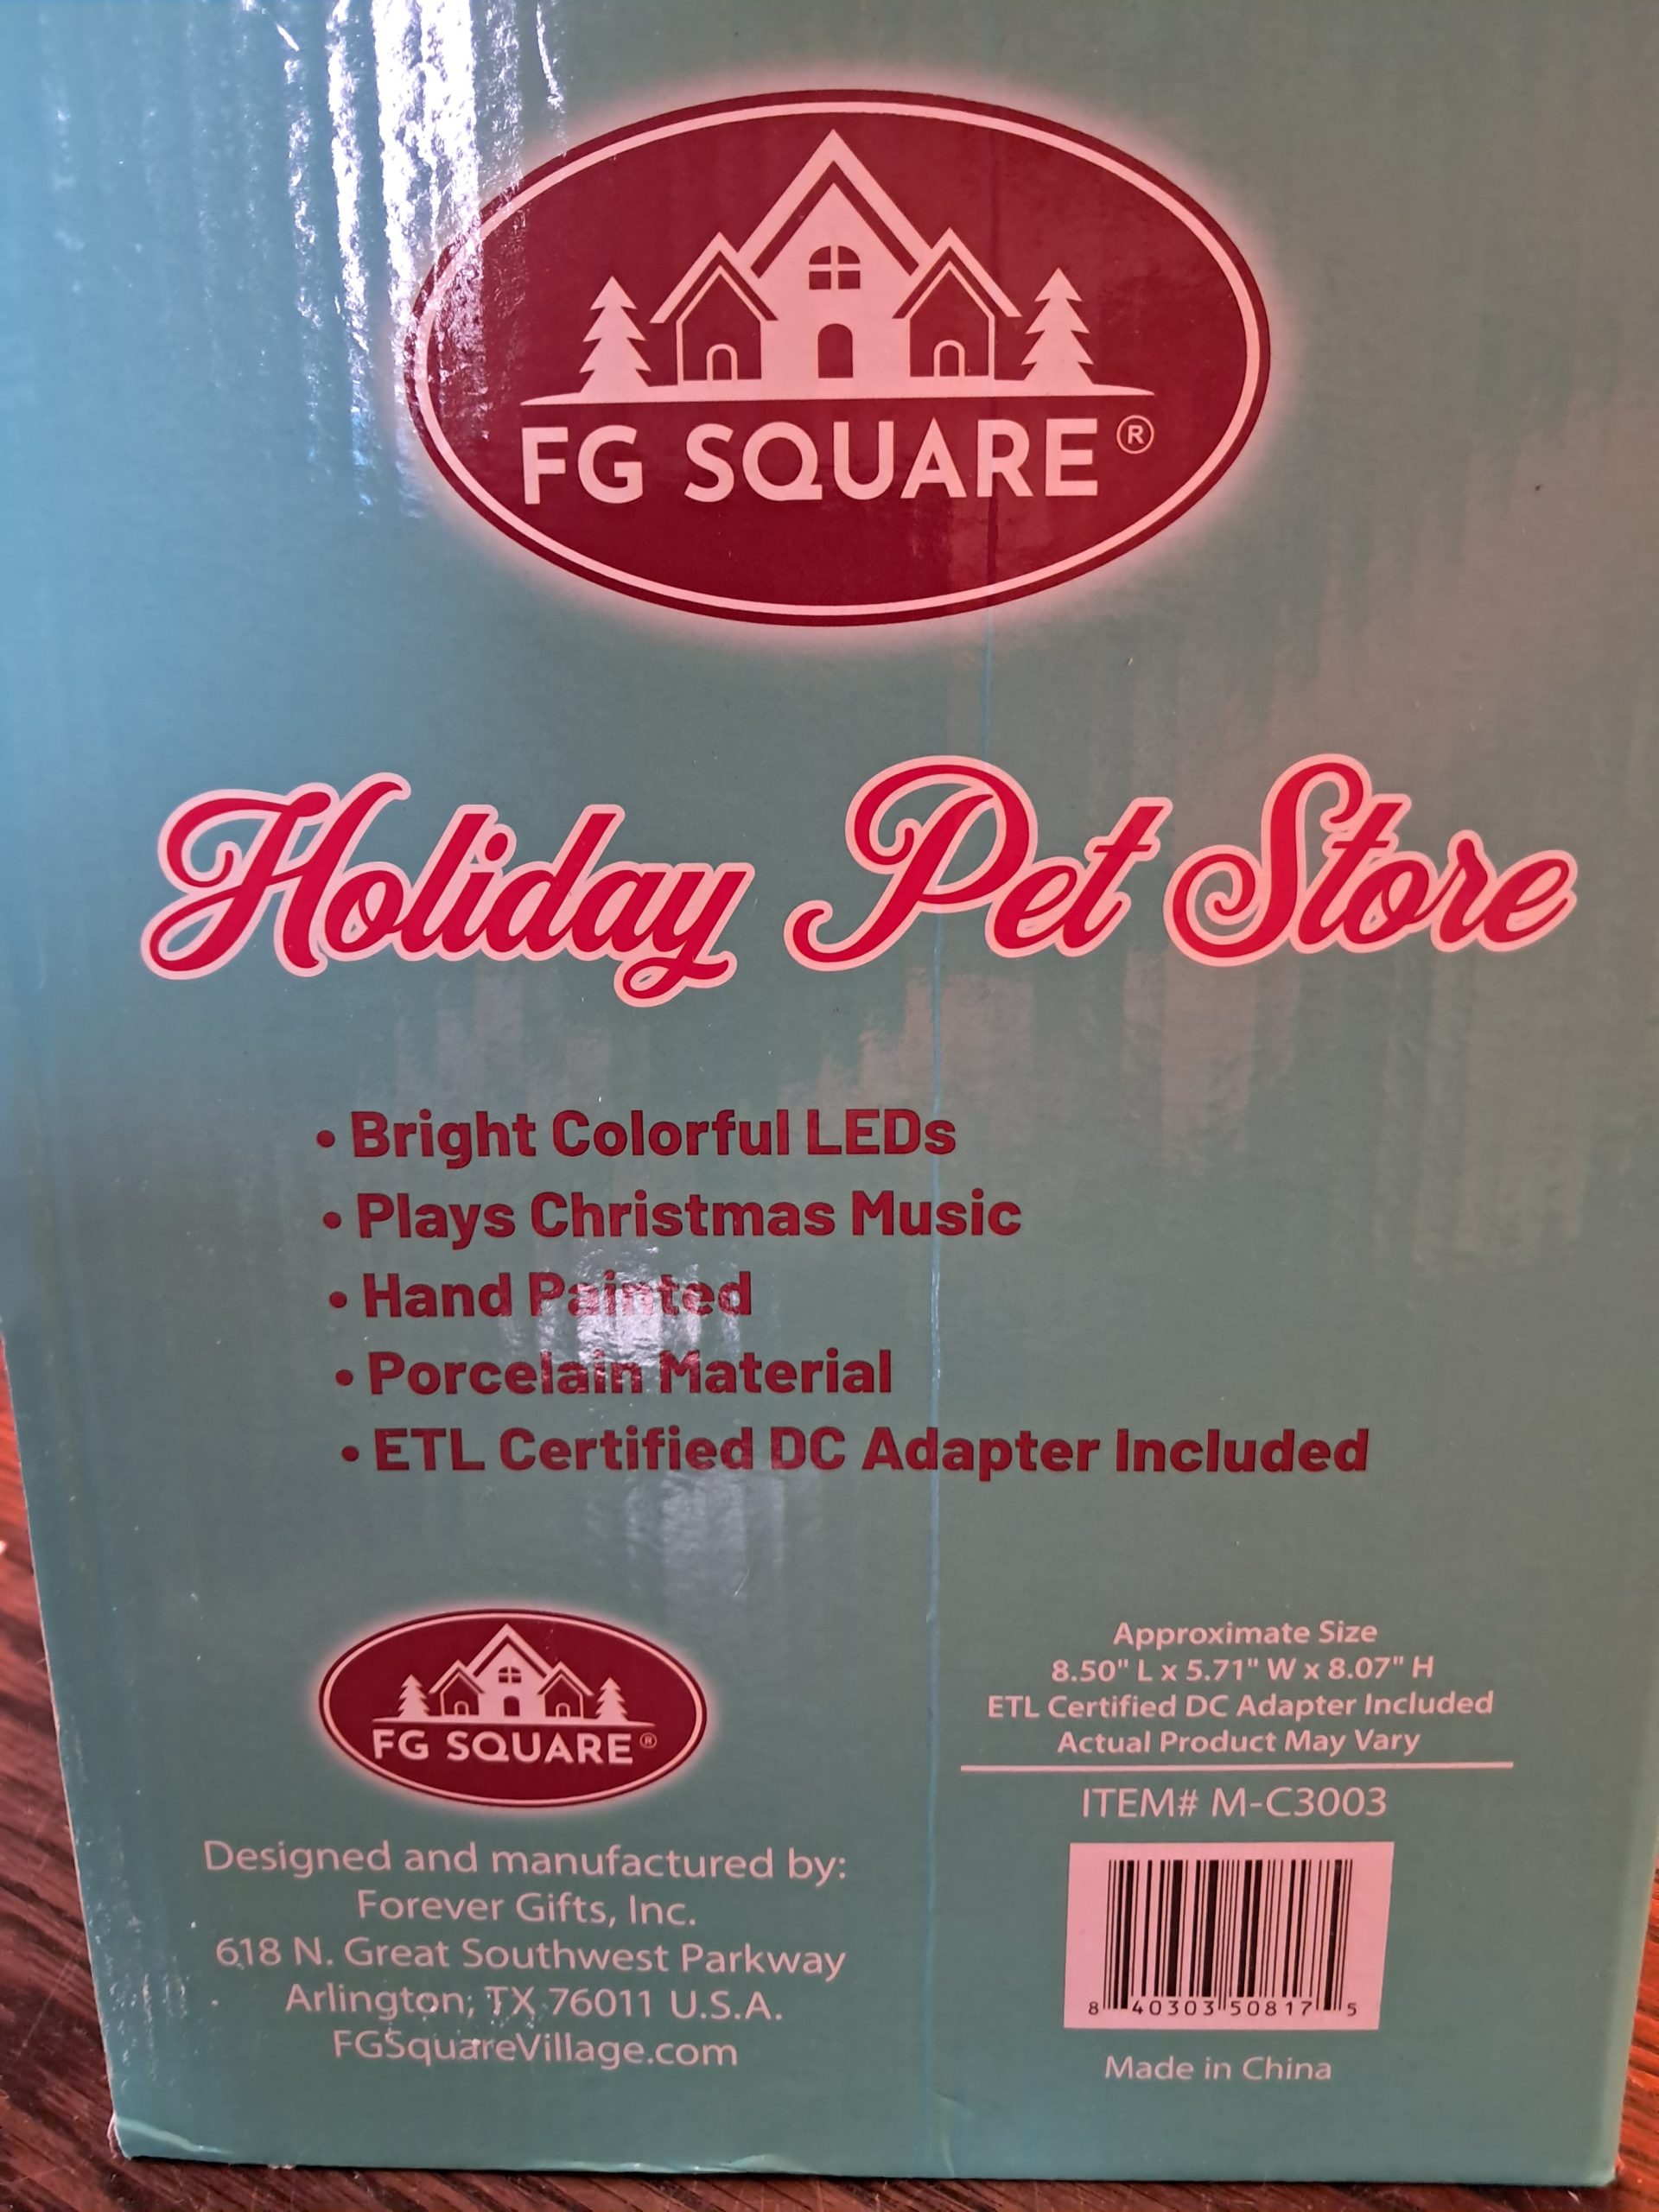 FG SQUARE ®
Holiday Pet Store
• Bright Colorful LEDs
• Plays Christmas Music
• Hand Painted
• Porcelain Material
• ETL Certified DC Adapter Included
FG SQUARE ®
Designed and manufactured by:
Forever Gifts, Inc.
618 N. Great Southwest Parkway
Arlington, TX 76011 U.S.A.
FGSquareVillage.com
Approximate Size
8.50" L x 5.71" W x 8.07" H
ETL Certified DC Adapter Included
Actual Product May Vary
ITEM# M-C3003
8 40303 50817 5
Made in China